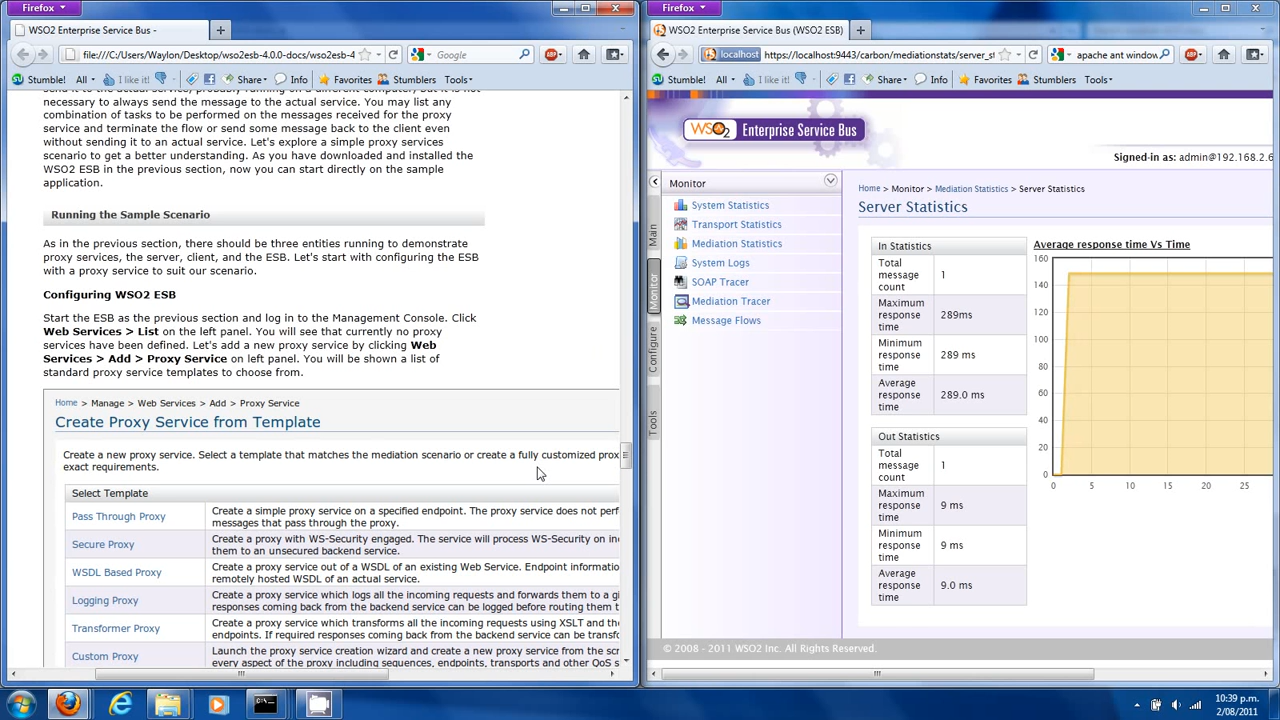 Firefox
WSO2 Enterprise Service Bus -
file:///C:/Users/Waylon/Desktop/wso2esb-4.0.0-docs/wso2esb-4
Google
Stumble! All I like it! Share Info Favorites Stumblers Tools
necessary to always send the message to the actual service. You may list any
combination of tasks to be performed on the messages received for the proxy
service and terminate the flow or send some message back to the client even
without sending it to an actual service. Let's explore a simple proxy services
scenario to get a better understanding. As you have downloaded and installed the
WSO2 ESB in the previous section, now you can start directly on the sample
application.
Running the Sample Scenario
As in the previous section, there should be three entities running to demonstrate
proxy services, the server, client, and the ESB. Let's start with configuring the ESB
with a proxy service to suit our scenario.
Configuring WSO2 ESB
Start the ESB as the previous section and log in to the Management Console. Click
Web Services > List on the left panel. You will see that currently no proxy
services have been defined. Let's add a new proxy service by clicking Web
Services > Add > Proxy Service on left panel. You will be shown a list of
standard proxy service templates to choose from.
Home > Manage > Web Services > Add > Proxy Service
Create Proxy Service from Template
Create a new proxy service. Select a template that matches the mediation scenario or create a fully customized prox
exact requirements.
Select Template
Pass Through Proxy
Create a simple proxy service on a specified endpoint. The proxy service does not perf
messages that pass through the proxy.
Secure Proxy
Create a proxy with WS-Security engaged. The service will process WS-Security on in
them to an unsecured backend service.
WSDL Based Proxy
Create a proxy service out of a WSDL of an existing Web Service. Endpoint informatio
remotely hosted WSDL of an actual service.
Logging Proxy
Create a proxy service which logs all the incoming requests and forwards them to a gi
responses coming back from the backend service can be logged before routing them t
Transformer Proxy
Create a proxy service which transforms all the incoming requests using XSLT and the
endpoints. If required responses coming back from the backend service can be transfo
Custom Proxy
Launch the proxy service creation wizard and create a new proxy service from the scr
every aspect of the proxy including sequences, endpoints, transports and other QoS s
Firefox
WSO2 Enterprise Service Bus (WSO2 ESB)
localhost https://localhost:9443/carbon/mediationstats/server_st
apache ant window
Stumble! All I like it! Share Info Favorites Stumblers Tools
WSO2 Enterprise Service Bus
Signed-in as: admin@192.168.2.6
Main
Monitor
Configure
Tools
Monitor
System Statistics
Transport Statistics
Mediation Statistics
System Logs
SOAP Tracer
Mediation Tracer
Message Flows
Home > Monitor > Mediation Statistics > Server Statistics
Server Statistics
In Statistics
Total message count 1
Maximum response time 289ms
Minimum response time 289 ms
Average response time 289.0 ms
Out Statistics
Total message count 1
Maximum response time 9 ms
Minimum response time 9 ms
Average response time 9.0 ms
Average response time Vs Time
160
140
120
100
80
60
40
20
0
0 5 10 15 20 25
© 2008 - 2011 WSO2 Inc. All Rights Reserved.
10:39 p.m.
2/08/2011